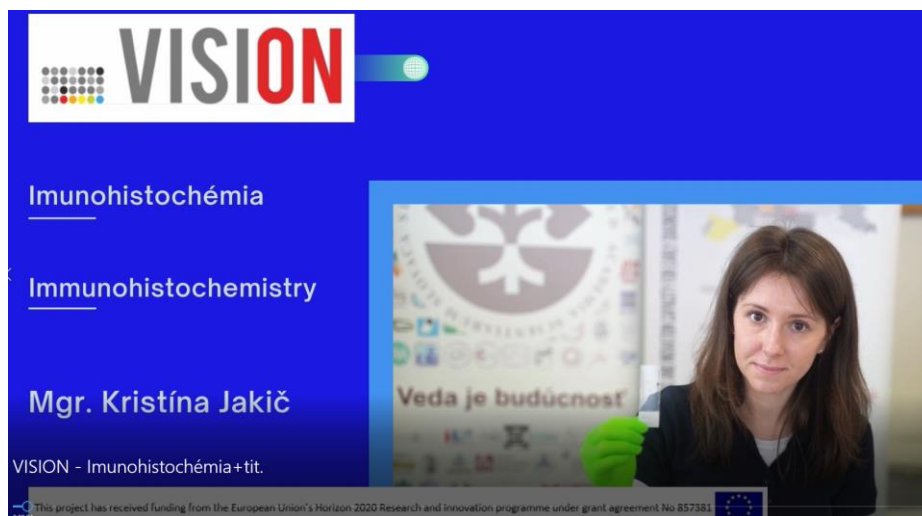 VISION
Imunohistochémia
Immunohistochemistry
Mgr. Kristína Jakič
Veda je budúcnosť
VISION - Imunohistochémia+tit.
This project has received funding from the European Union's Horizon 2020 Research and innovation programme under grant agreement No 857381